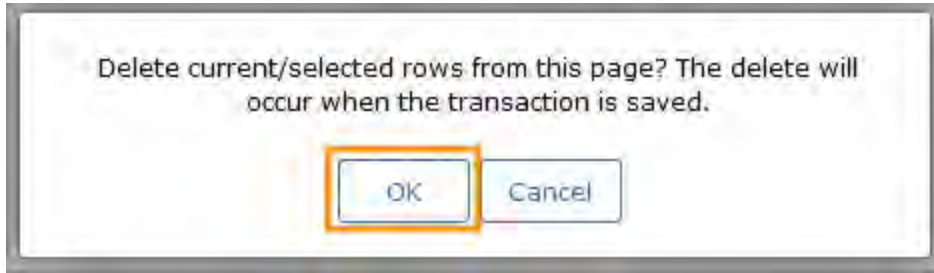 Delete current/selected rows from this page? The delete will
occur when the transaction is saved.
OK
Cancel